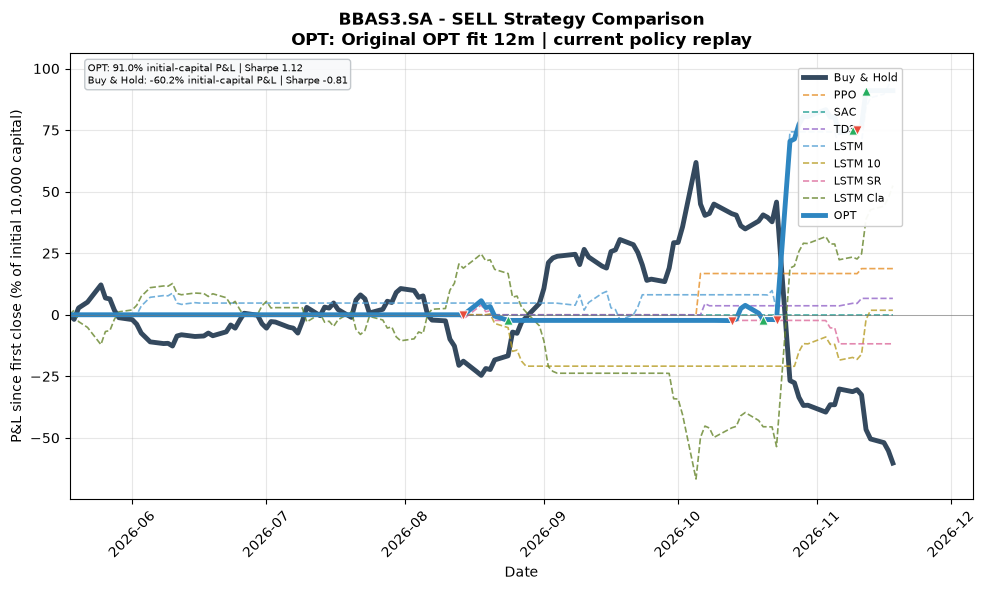 BBAS3.SA - SELL Strategy Comparison
OPT: Original OPT fit 12m | current policy replay
OPT: 91.0% initial-capital P&L | Sharpe 1.12
Buy & Hold: -60.2% initial-capital P&L | Sharpe -0.81
Buy & Hold
PPO
SAC
TD3
LSTM
LSTM 10
LSTM SR
LSTM Cla
OPT
P&L since first close (% of initial 10,000 capital)
100
75
50
25
0
−25
−50
2026-06
2026-07
2026-08
2026-09
2026-10
2026-11
2026-12
Date